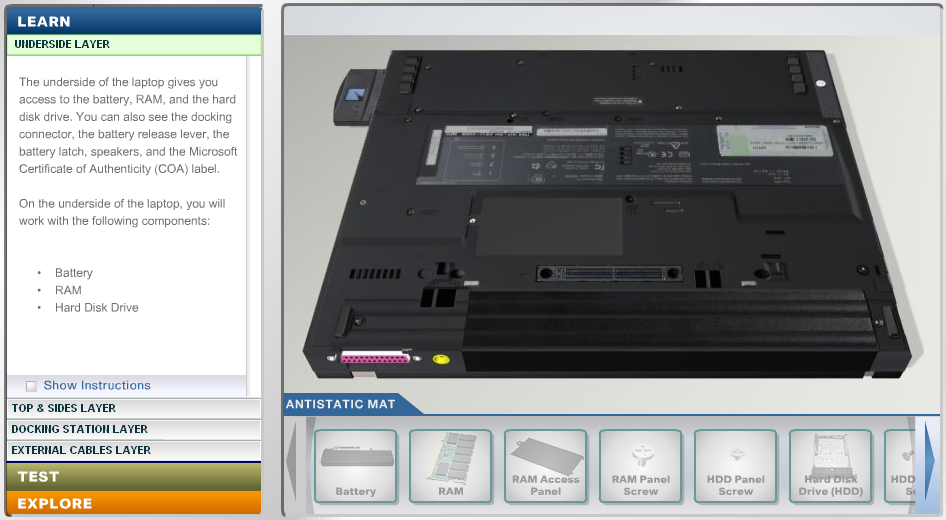 LEARN
UNDERSIDE LAYER
The underside of the laptop gives you
access to the battery, RAM, and the hard
disk drive. You can also see the docking
connector, the battery release lever, the
battery latch, speakers, and the Microsoft
Certificate of Authenticity (COA) label.
On the underside of the laptop, you will
work with the following components:
• Battery
• RAM
• Hard Disk Drive
Show Instructions
TOP & SIDES LAYER
DOCKING STATION LAYER
EXTERNAL CABLES LAYER
TEST
EXPLORE
ANTISTATIC MAT
Battery
RAM
RAM Access
Panel
RAM Panel
Screw
HDD Panel
Screw
Hard Disk
Drive (HDD)
HDD